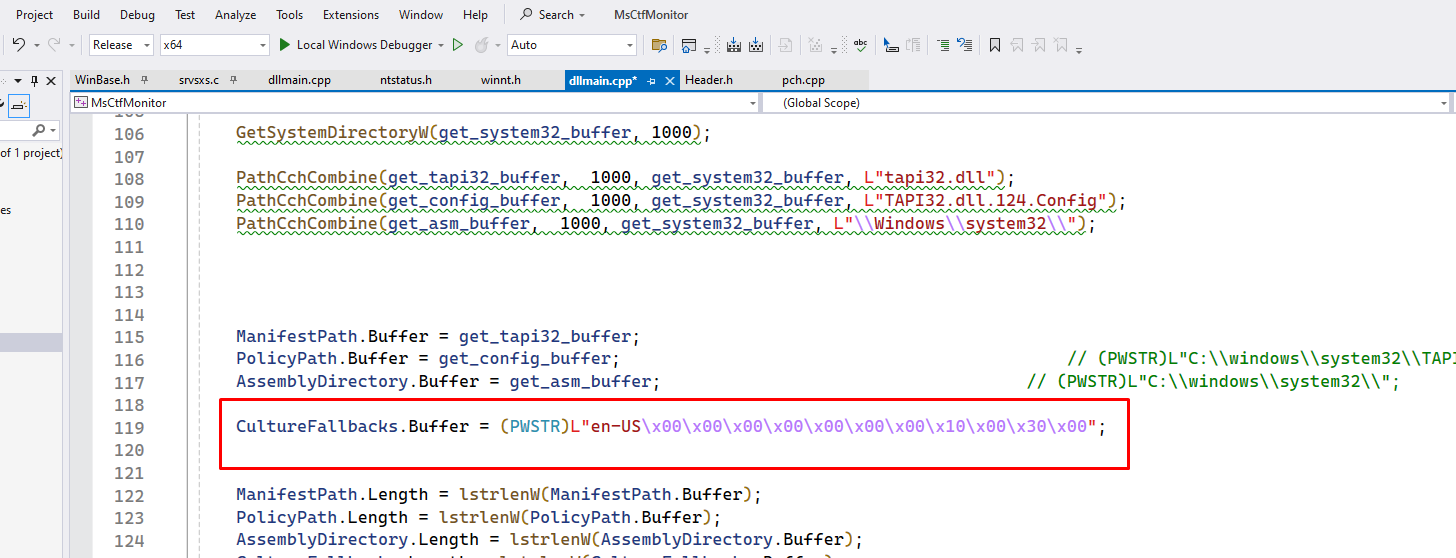 Project Build Debug Test Analyze Tools Extensions Window Help Search MsCtfMonitor
Release x64 Local Windows Debugger Auto
WinBase.h srvsxs.c dllmain.cpp ntstatus.h winnt.h dllmain.cpp* Header.h pch.cpp
MsCtfMonitor (Global Scope)
106 GetSystemDirectoryW(get_system32_buffer, 1000);
of 1 project)
107
108 PathCchCombine(get_tapi32_buffer, 1000, get_system32_buffer, L"tapi32.dll");
109 PathCchCombine(get_config_buffer, 1000, get_system32_buffer, L"TAPI32.dll.124.Config");
es
110 PathCchCombine(get_asm_buffer, 1000, get_system32_buffer, L"\\Windows\\system32\\");
111
112
113
114
115 ManifestPath.Buffer = get_tapi32_buffer;
116 PolicyPath.Buffer = get_config_buffer; // (PWSTR)L"C:\\windows\\system32\\TAPI
117 AssemblyDirectory.Buffer = get_asm_buffer; // (PWSTR)L"C:\\windows\\system32\\";
118
119 CultureFallbacks.Buffer = (PWSTR)L"en-US\x00\x00\x00\x00\x00\x00\x00\x10\x00\x30\x00";
120
121
122 ManifestPath.Length = lstrlenW(ManifestPath.Buffer);
123 PolicyPath.Length = lstrlenW(PolicyPath.Buffer);
124 AssemblyDirectory.Length = lstrlenW(AssemblyDirectory.Buffer);